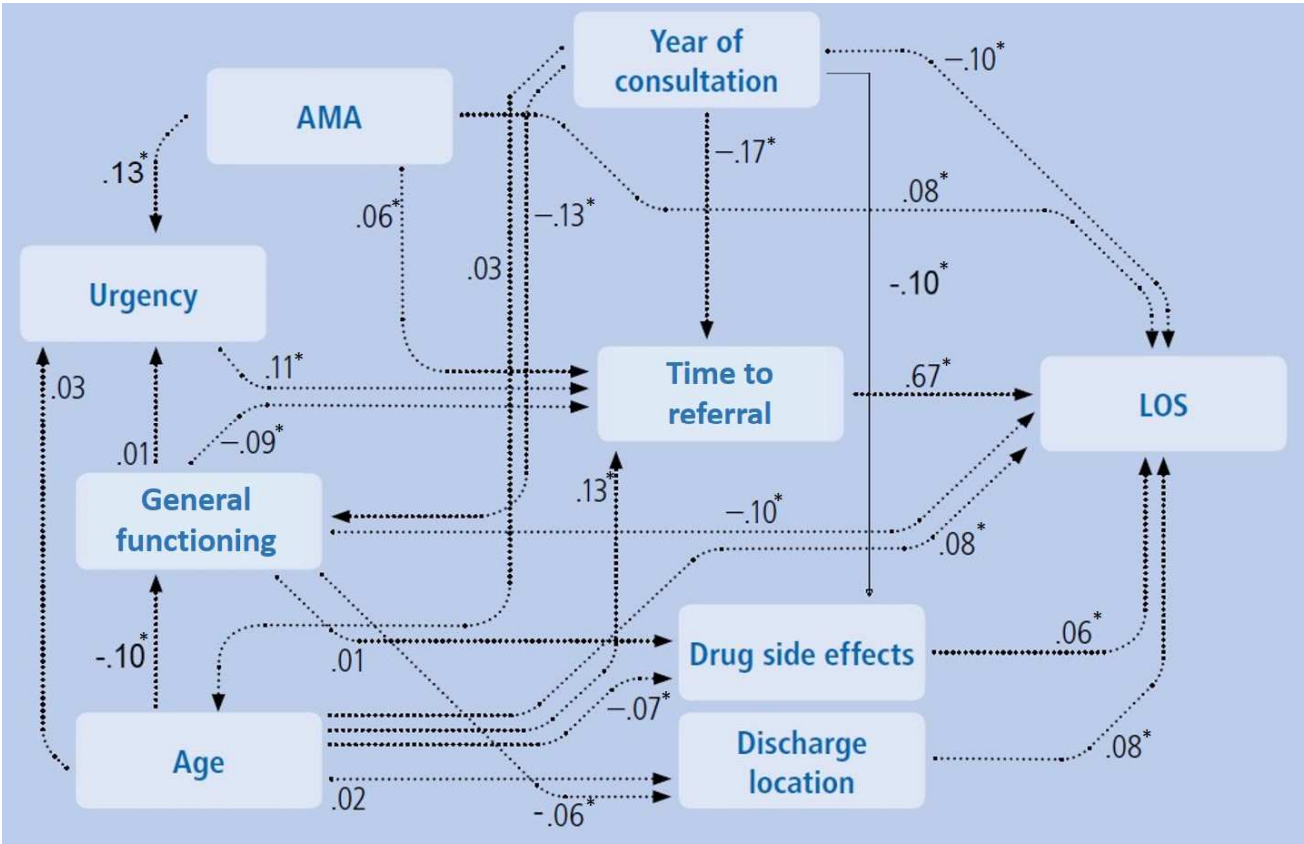 Year of
consultation
−.10*
AMA
.13*
−.17*
.06*
−.13*
.08*
.03
-.10*
Urgency
.03
.11*
Time to
referral
.67*
LOS
.01
−.09*
General
functioning
.13*
−.10*
.08*
-.10*
.01
Drug side effects
.06*
−.07*
Age
Discharge
location
.08*
.02
-.06*